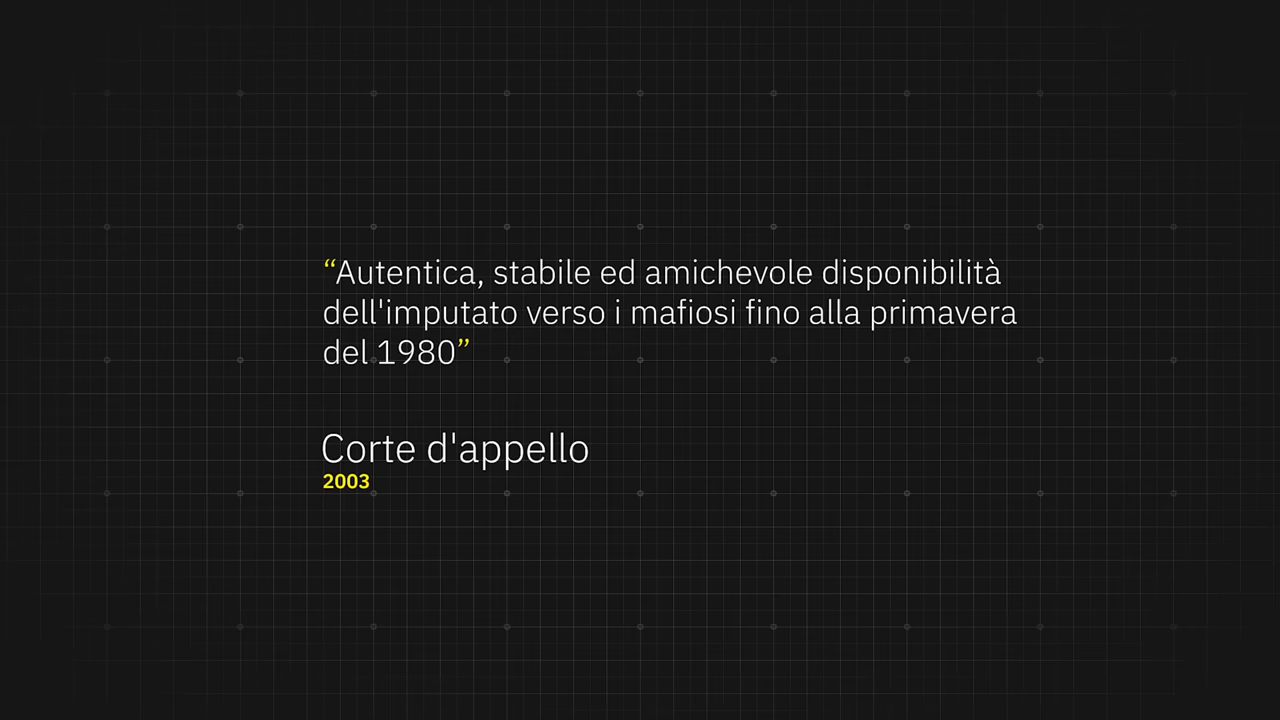 “Autentica, stabile ed amichevole disponibilità
dell'imputato verso i mafiosi fino alla primavera
del 1980”
Corte d'appello
2003